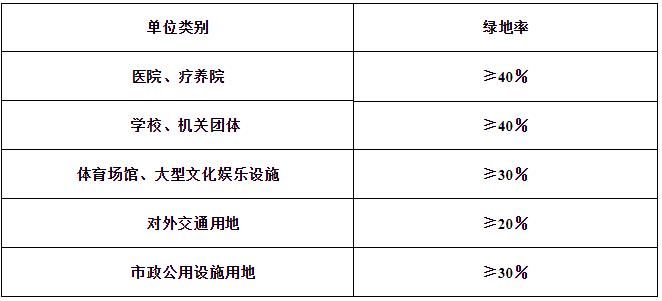 单位类别 绿地率
医院、疗养院 ≥40%
学校、机关团体 ≥40%
体育场馆、大型文化娱乐设施 ≥30%
对外交通用地 ≥20%
市政公用设施用地 ≥30%